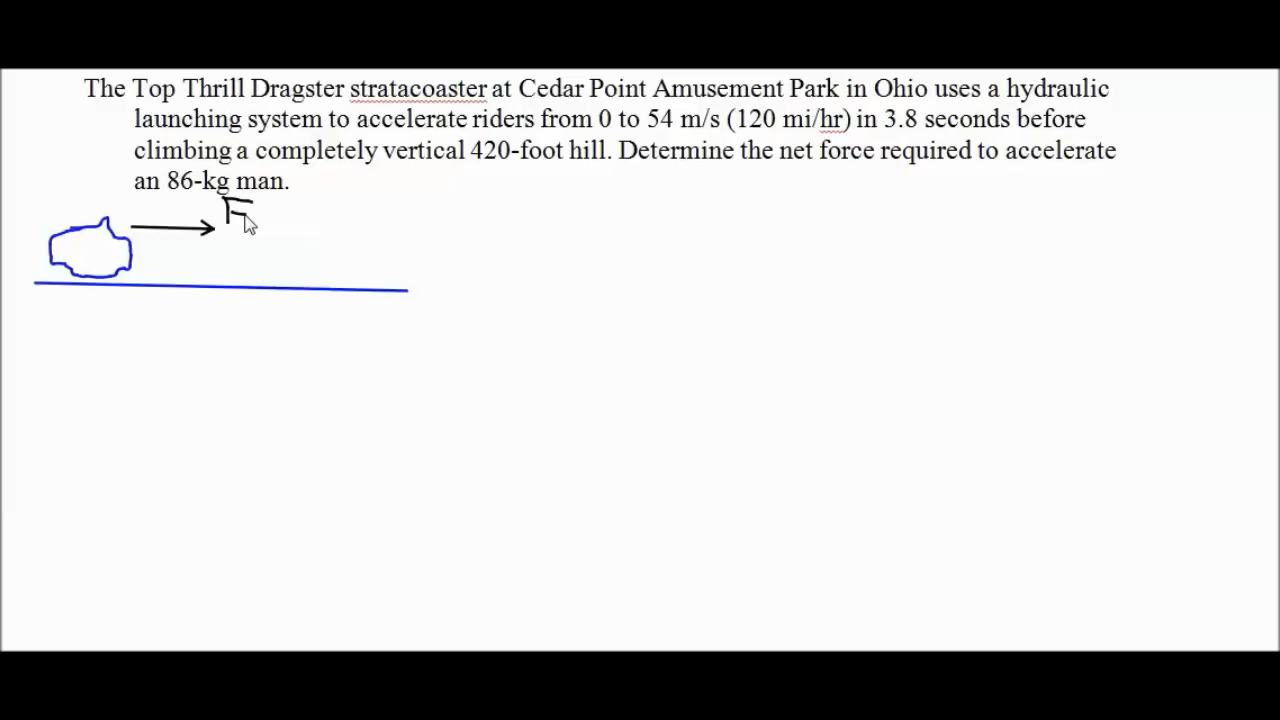 The Top Thrill Dragster stratacoaster at Cedar Point Amusement Park in Ohio uses a hydraulic
launching system to accelerate riders from 0 to 54 m/s (120 mi/hr) in 3.8 seconds before
climbing a completely vertical 420-foot hill. Determine the net force required to accelerate
an 86-kg man.
F